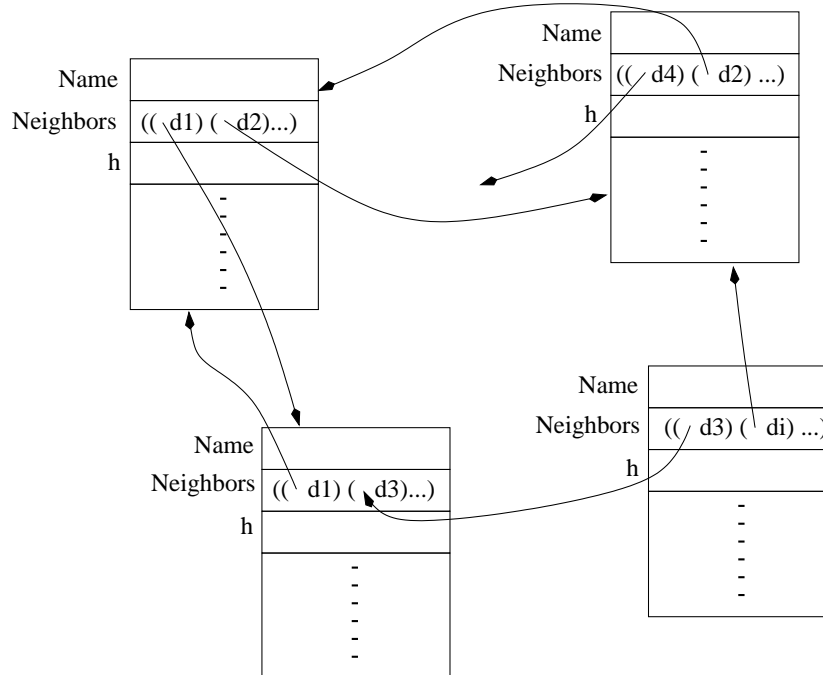 Name
Neighbors ((  d1) (  d2)...)
h
Name
Neighbors ((  d4) (  d2) ...)
h
Name
Neighbors ((  d1) (  d3)...)
h
Name
Neighbors ((  d3) (  di) ...)
h